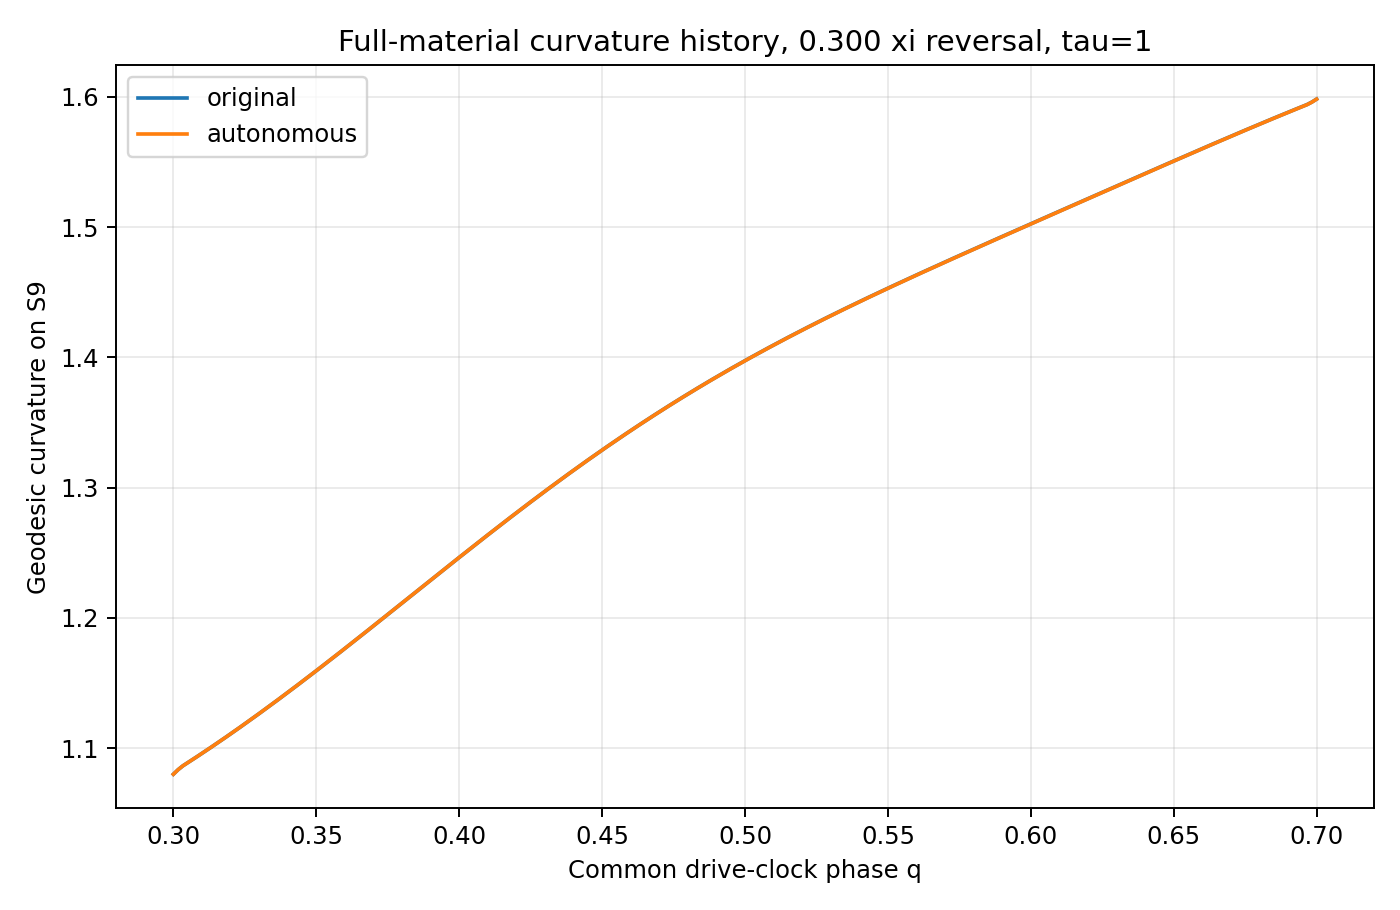 Full-material curvature history, 0.300 xi reversal, tau=1
original
autonomous
Geodesic curvature on S9
1.6
1.5
1.4
1.3
1.2
1.1
0.30 0.35 0.40 0.45 0.50 0.55 0.60 0.65 0.70
Common drive-clock phase q